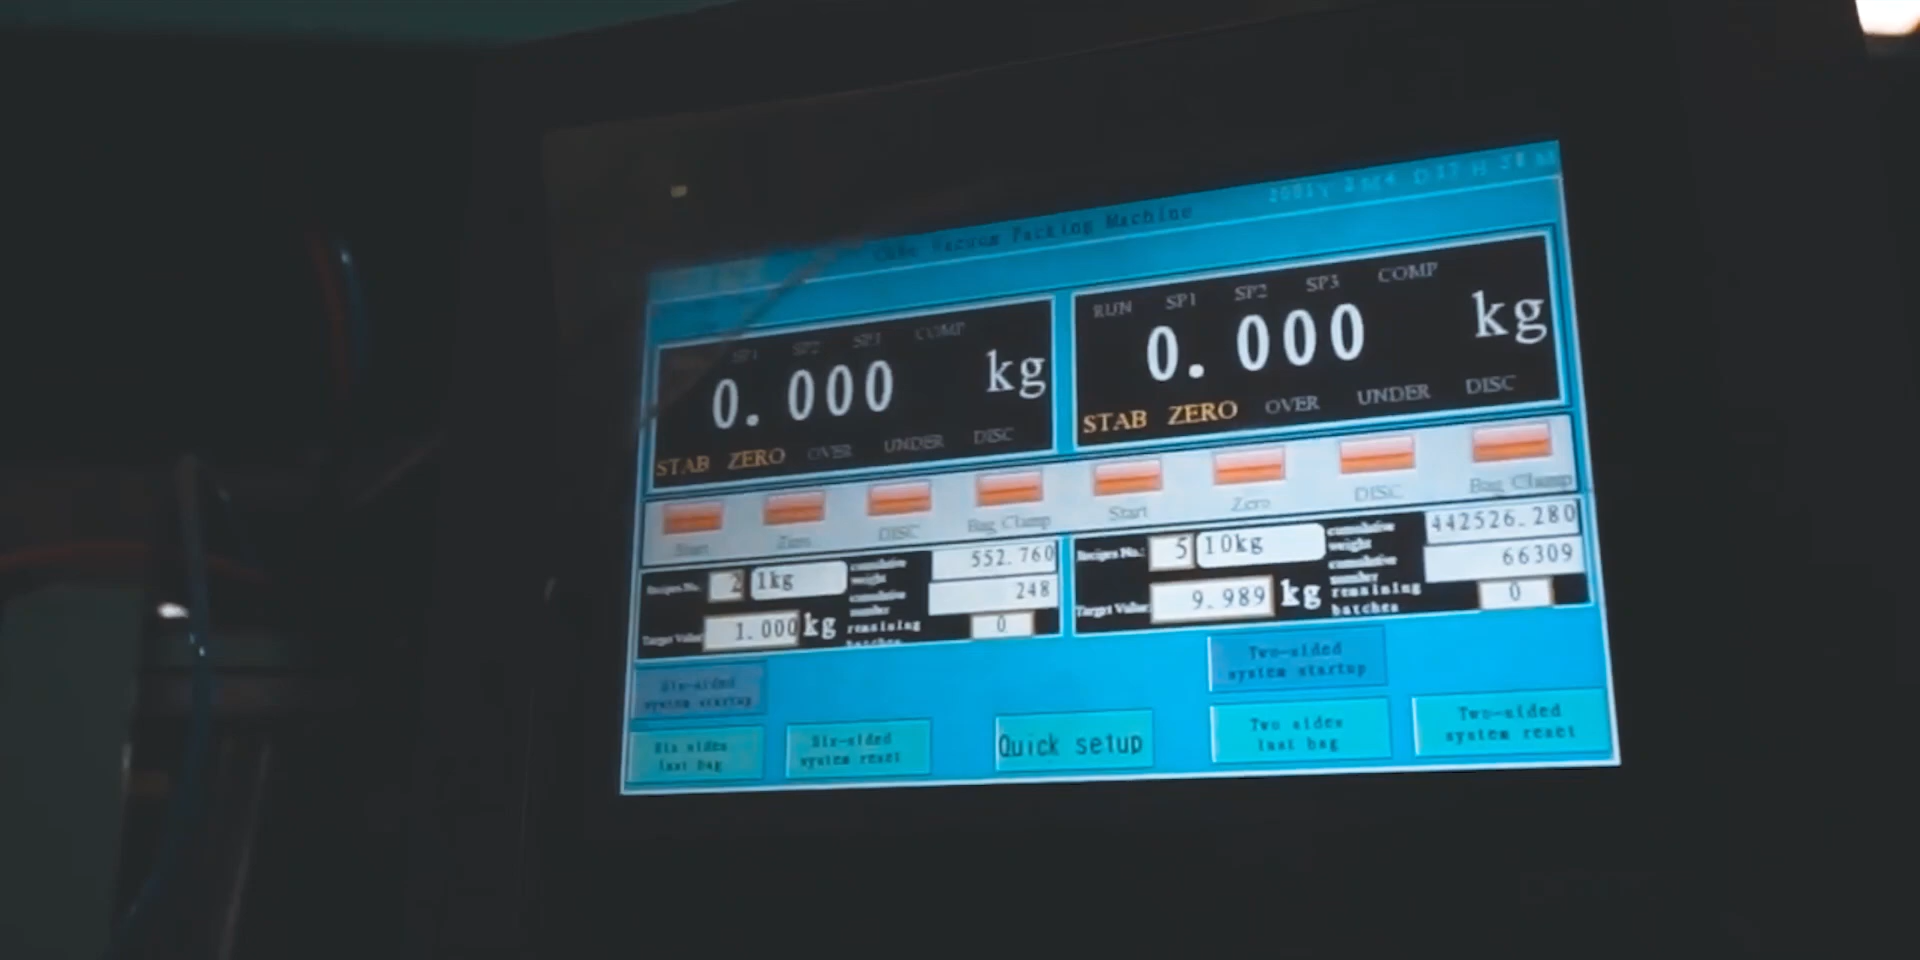 Cube Vacuum Packing Machine
SP1 SP2 SP3 COMP
0.000 kg
STAB ZERO OVER UNDER DISC
RUN SP1 SP2 SP3 COMP
0.000 kg
STAB ZERO OVER UNDER DISC
Start Zero DISC Bag Clamp Start Zero DISC Bag Clamp
Recipes No. 2 1kg cumulative weight 552.760
cumulative number 248
Target Value 1.000 kg remaining batches 0
Recipes No.: 5 10kg cumulative weight 442526.280
cumulative number 66309
Target Value 9.989 kg remaining batches 0
Six-sided
system startup
Two-sided
system startup
Six sides
last bag
Six-sided
system reset
Quick setup
Two sides
last bag
Two-sided
system reset